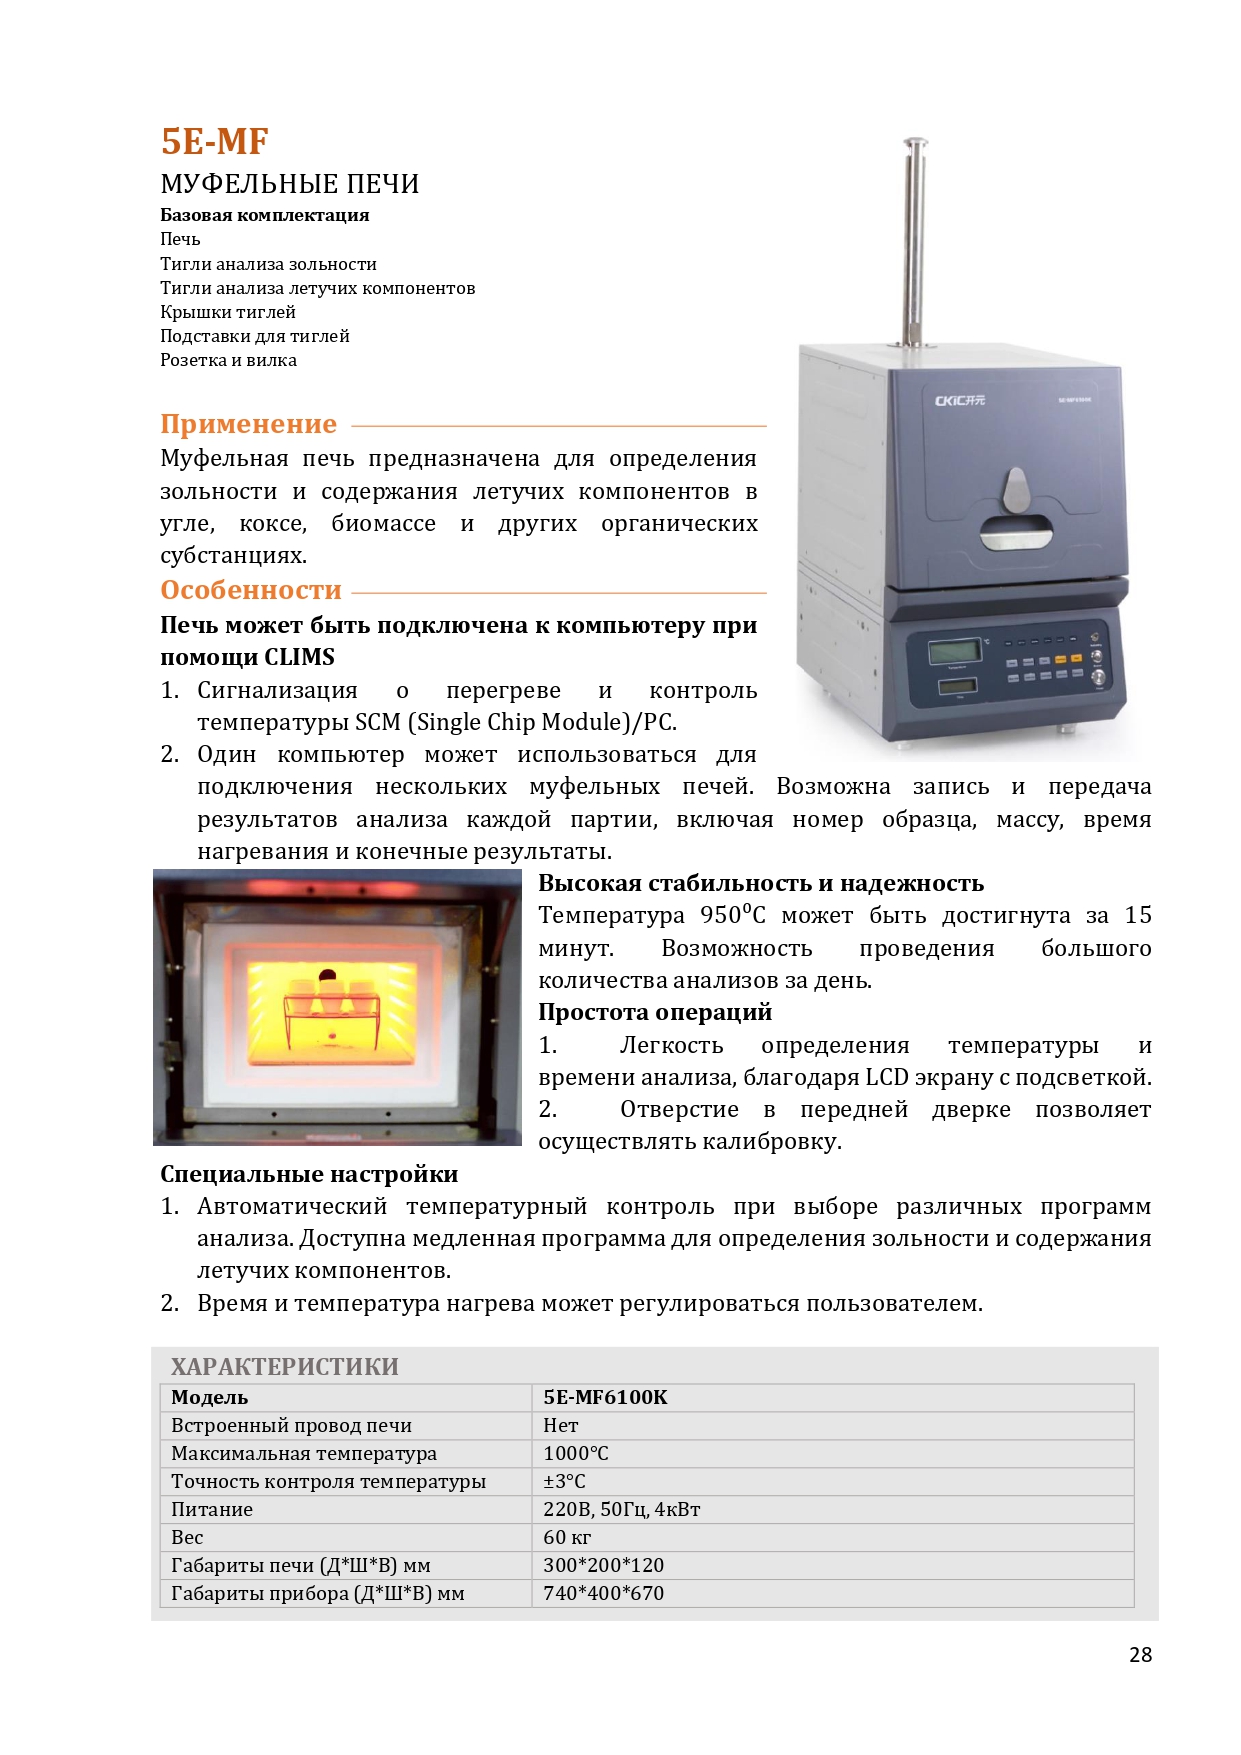 5E-MF
МУФЕЛЬНЫЕ ПЕЧИ
Базовая комплектация
Печь
Тигли анализа зольности
Тигли анализа летучих компонентов
Крышки тиглей
Подставки для тиглей
Розетка и вилка
CKIC开元
Применение
Муфельная печь предназначена для определения
зольности и содержания летучих компонентов в
угле, коксе, биомассе и других органических
субстанциях.
Особенности
Печь может быть подключена к компьютеру при
помощи CLIMS
1. Сигнализация о перегреве и контроль
температуры SCM (Single Chip Module)/PC.
2. Один компьютер может использоваться для
подключения нескольких муфельных печей. Возможна запись и передача
результатов анализа каждой партии, включая номер образца, массу, время
нагревания и конечные результаты.
Высокая стабильность и надежность
Температура 950⁰С может быть достигнута за 15
минут. Возможность проведения большого
количества анализов за день.
Простота операций
1. Легкость определения температуры и
времени анализа, благодаря LCD экрану с подсветкой.
2. Отверстие в передней дверке позволяет
осуществлять калибровку.
Специальные настройки
1. Автоматический температурный контроль при выборе различных программ
анализа. Доступна медленная программа для определения зольности и содержания
летучих компонентов.
2. Время и температура нагрева может регулироваться пользователем.
ХАРАКТЕРИСТИКИ
Модель 5E-MF6100K
Встроенный провод печи Нет
Максимальная температура 1000°С
Точность контроля температуры ±3°С
Питание 220В, 50Гц, 4кВт
Вес 60 кг
Габариты печи (Д*Ш*В) мм 300*200*120
Габариты прибора (Д*Ш*В) мм 740*400*670
28